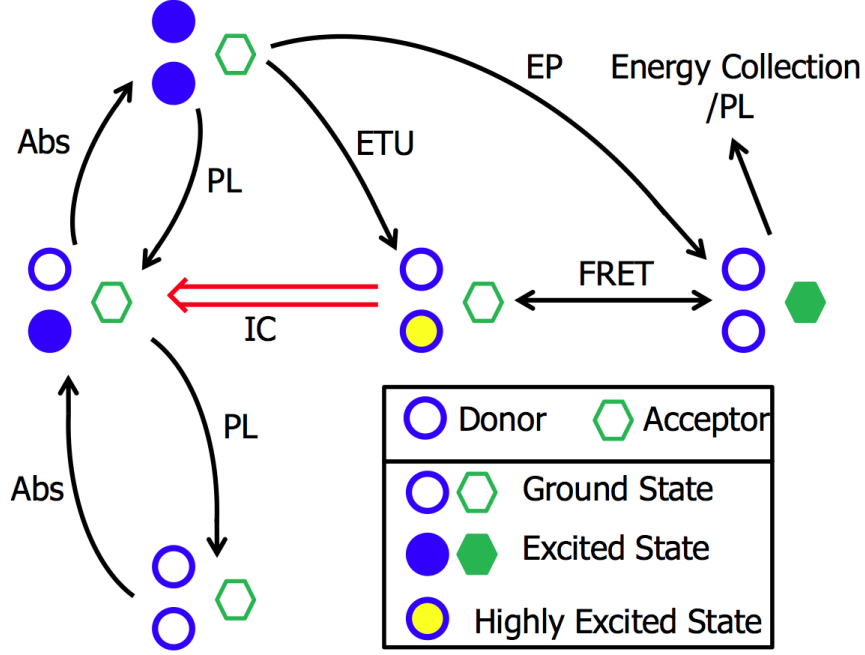 EP
Energy Collection
/PL
Abs
ETU
PL
FRET
IC
PL
Abs
Donor
Acceptor
Ground State
Excited State
Highly Excited State